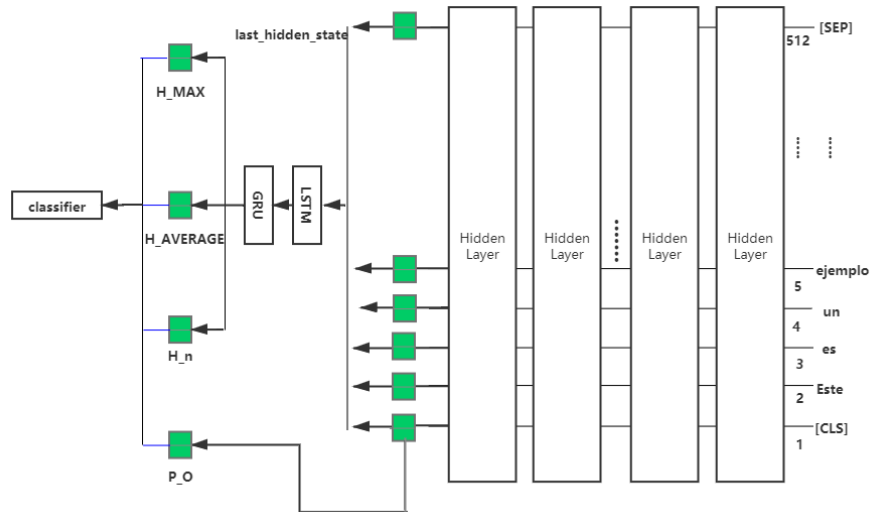 last_hidden_state
[SEP]
512
H_MAX
classifier
H_AVERAGE
GRU
LSTM
Hidden
Layer
Hidden
Layer
Hidden
Layer
Hidden
Layer
ejemplo
5
un
4
es
3
Este
2
[CLS]
1
H_n
P_O